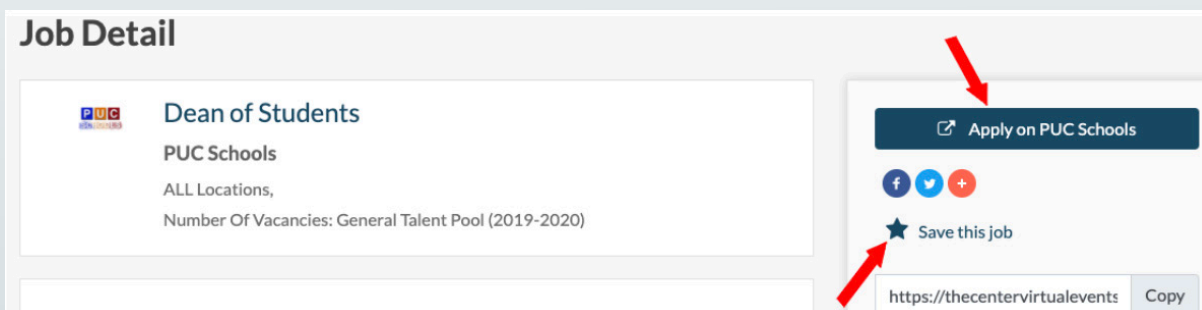 Job Detail
PUC
Dean of Students
PUC Schools
ALL Locations,
Number Of Vacancies: General Talent Pool (2019-2020)
Apply on PUC Schools
Save this job
https://thecentervirtualevents
Copy